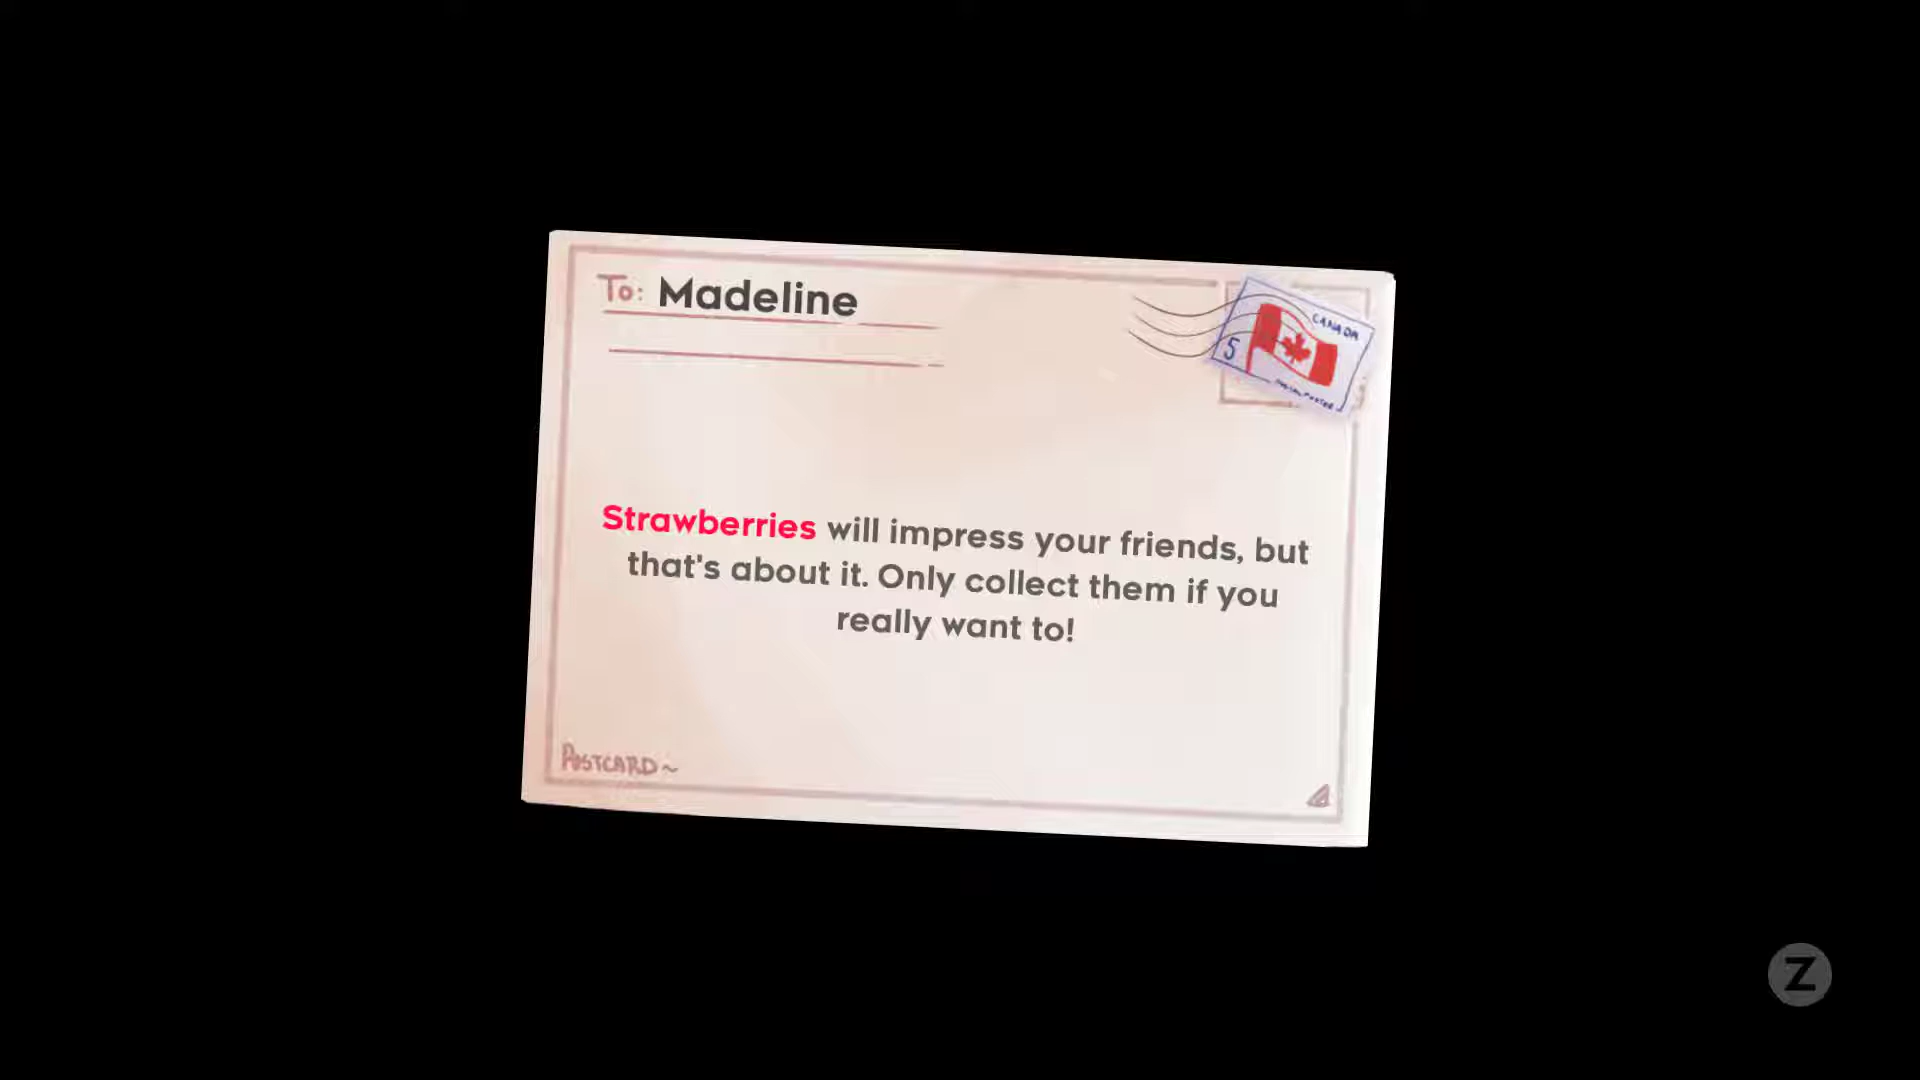 To: Madeline
CANADA
5
Strawberries will impress your friends, but
that's about it. Only collect them if you
really want to!
POSTCARD~
Z